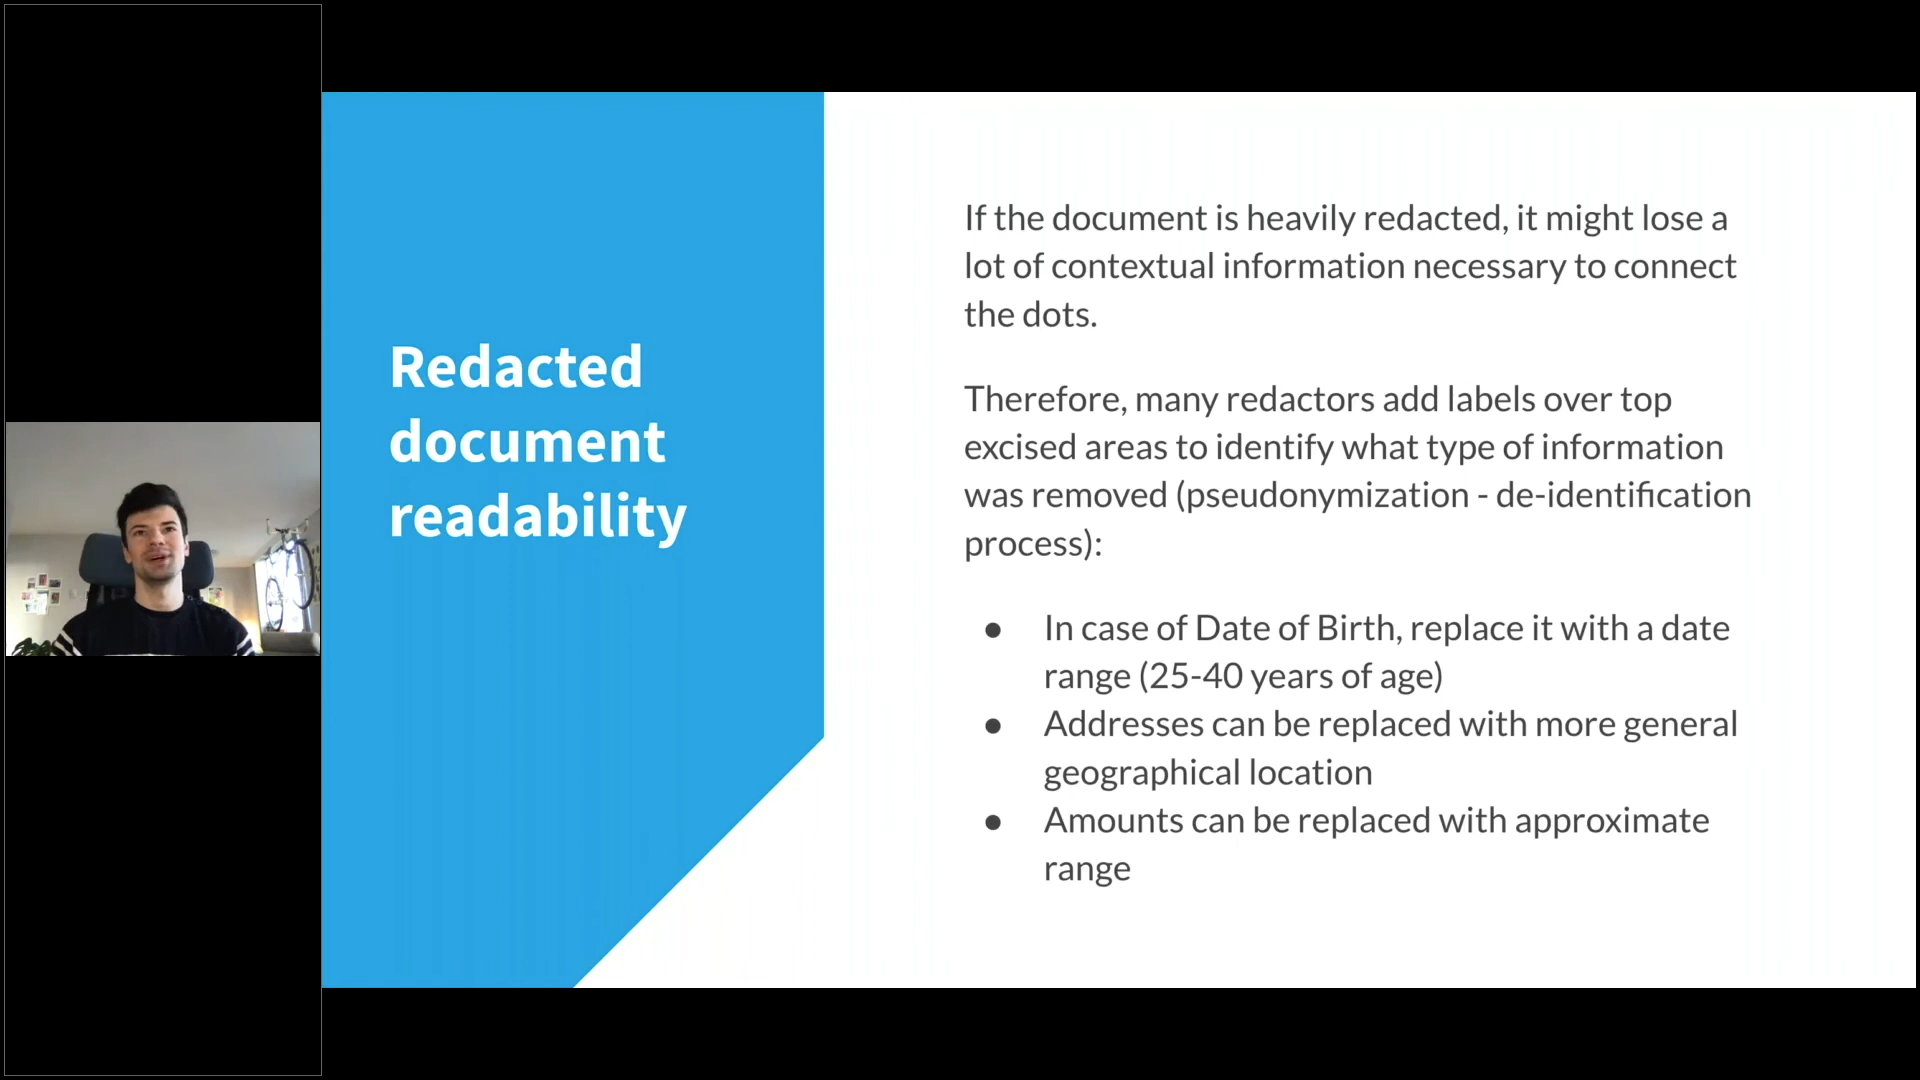 Redacted
document
readability
If the document is heavily redacted, it might lose a
lot of contextual information necessary to connect
the dots.
Therefore, many redactors add labels over top
excised areas to identify what type of information
was removed (pseudonymization - de-identification
process):
● In case of Date of Birth, replace it with a date
range (25-40 years of age)
● Addresses can be replaced with more general
geographical location
● Amounts can be replaced with approximate
range